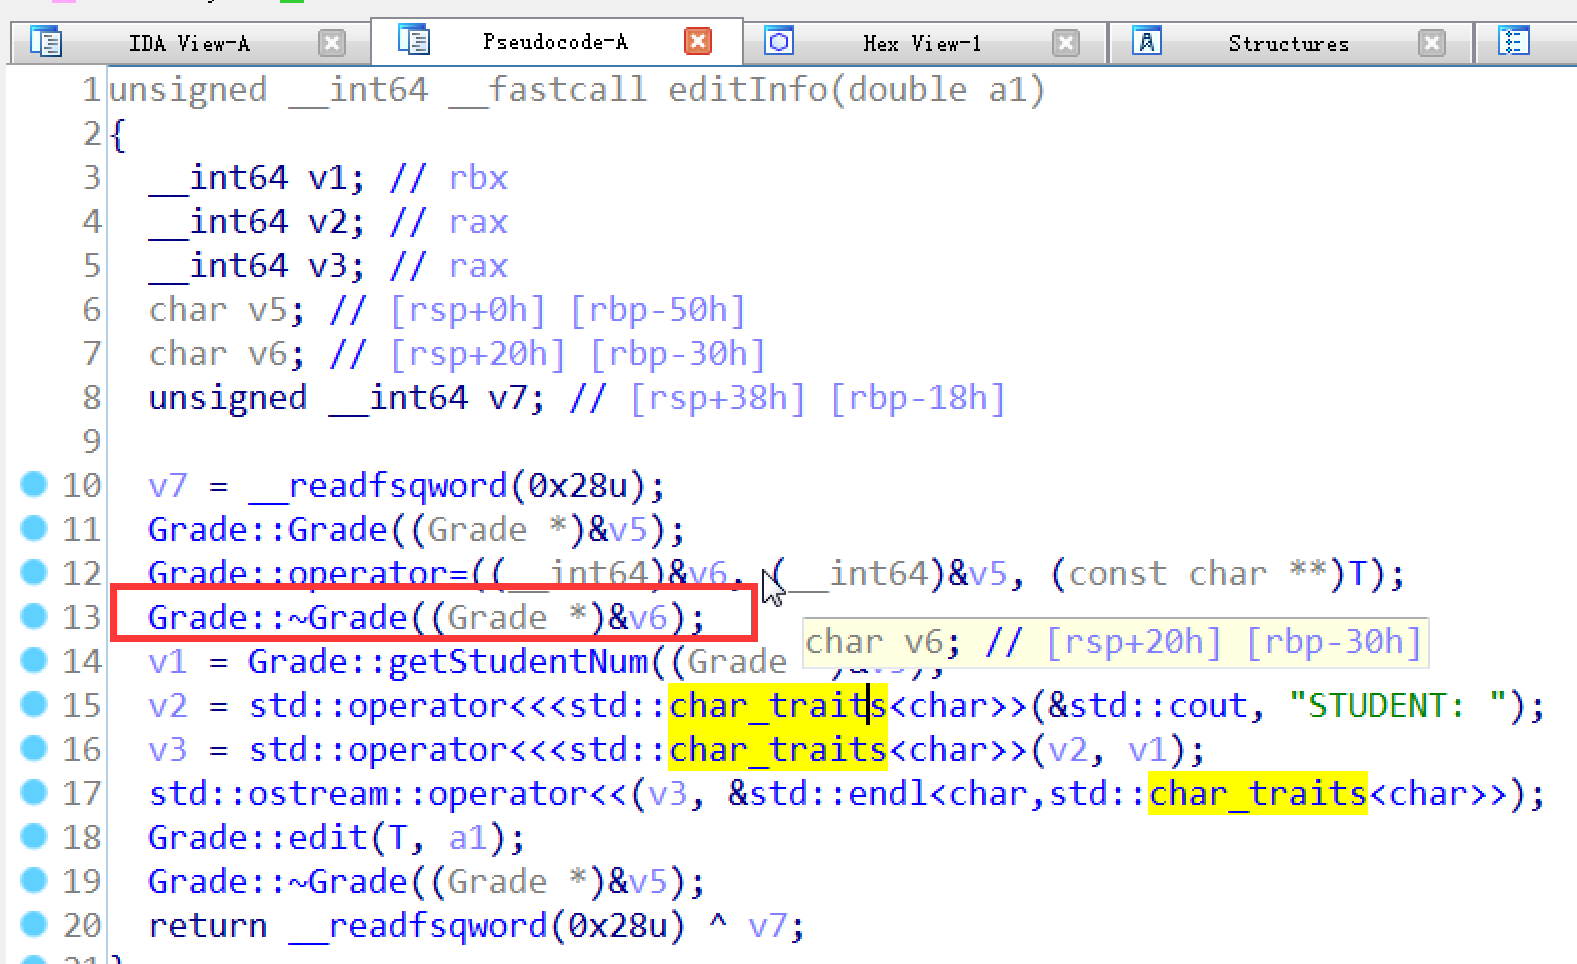 IDA View-A Pseudocode-A Hex View-1 Structures
1 unsigned __int64 __fastcall editInfo(double a1)
2 {
3 __int64 v1; // rbx
4 __int64 v2; // rax
5 __int64 v3; // rax
6 char v5; // [rsp+0h] [rbp-50h]
7 char v6; // [rsp+20h] [rbp-30h]
8 unsigned __int64 v7; // [rsp+38h] [rbp-18h]
9
10 v7 = __readfsqword(0x28u);
11 Grade::Grade((Grade *)&v5);
12 Grade::operator=((__int64)&v6, (__int64)&v5, (const char **)T);
13 Grade::~Grade((Grade *)&v6);
char v6; // [rsp+20h] [rbp-30h]
14 v1 = Grade::getStudentNum((Grade
15 v2 = std::operator<<<std::char_traits<char>>(&std::cout, "STUDENT: ");
16 v3 = std::operator<<<std::char_traits<char>>(v2, v1);
17 std::ostream::operator<<(v3, &std::endl<char,std::char_traits<char>>);
18 Grade::edit(T, a1);
19 Grade::~Grade((Grade *)&v5);
20 return __readfsqword(0x28u) ^ v7;